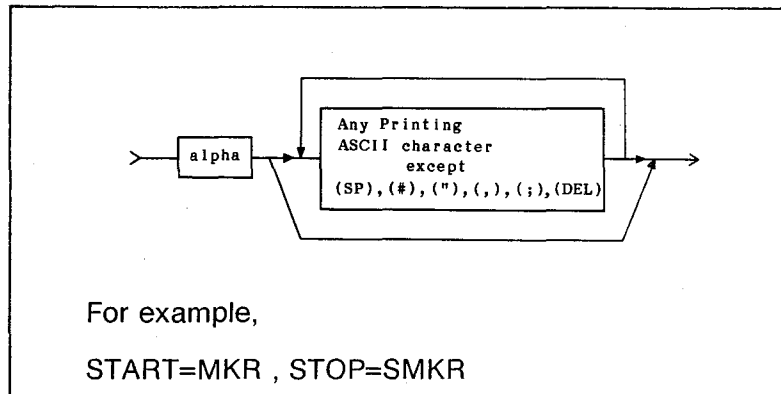 alpha
Any Printing
ASCII character
except
(SP),(#),("),(,),(;),(DEL)
For example,
START=MKR , STOP=SMKR